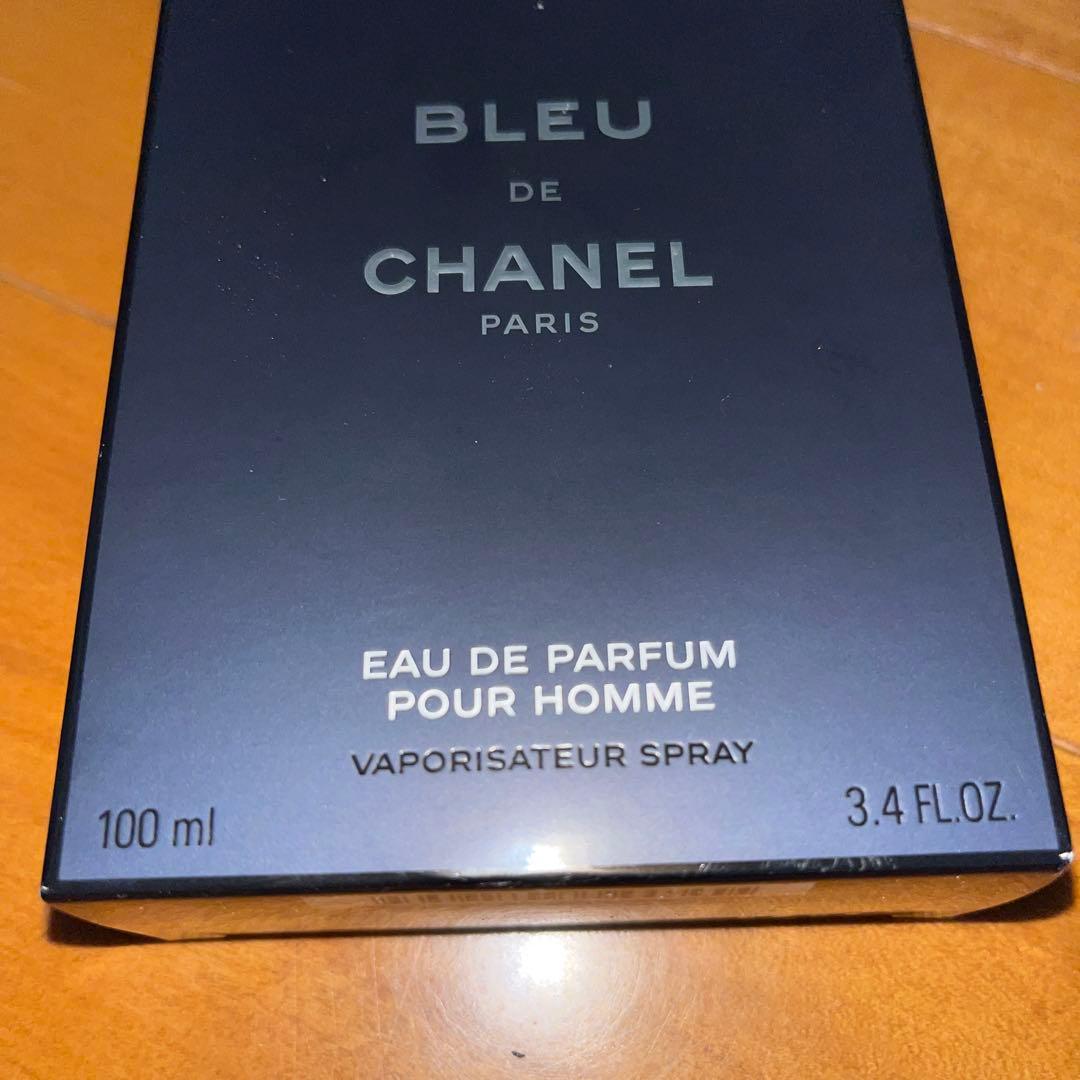 BLEU
DE
CHANEL
PARIS
EAU DE PARFUM
POUR HOMME
VAPORISATEUR SPRAY
100 ml
3.4 FL.OZ.